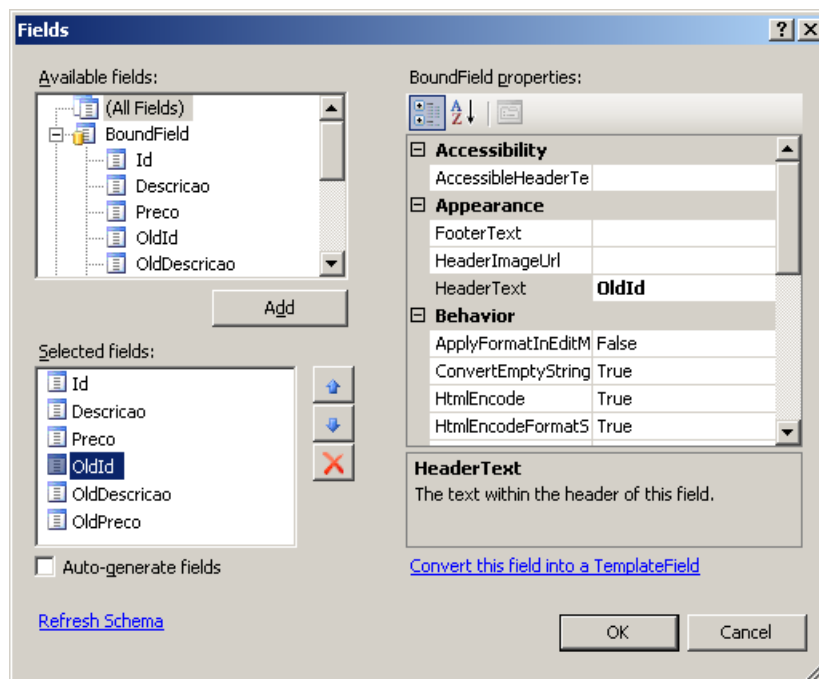 Fields
Available fields:
(All Fields)
BoundField
Id
Descricao
Preco
OldId
OldDescricao
Add
Selected fields:
Id
Descricao
Preco
OldId
OldDescricao
OldPreco
Auto-generate fields
Refresh Schema
BoundField properties:
Accessibility
AccessibleHeaderTe
Appearance
FooterText
HeaderImageUrl
HeaderText OldId
Behavior
ApplyFormatInEditM False
ConvertEmptyString True
HtmlEncode True
HtmlEncodeFormatS True
HeaderText
The text within the header of this field.
Convert this field into a TemplateField
OK Cancel